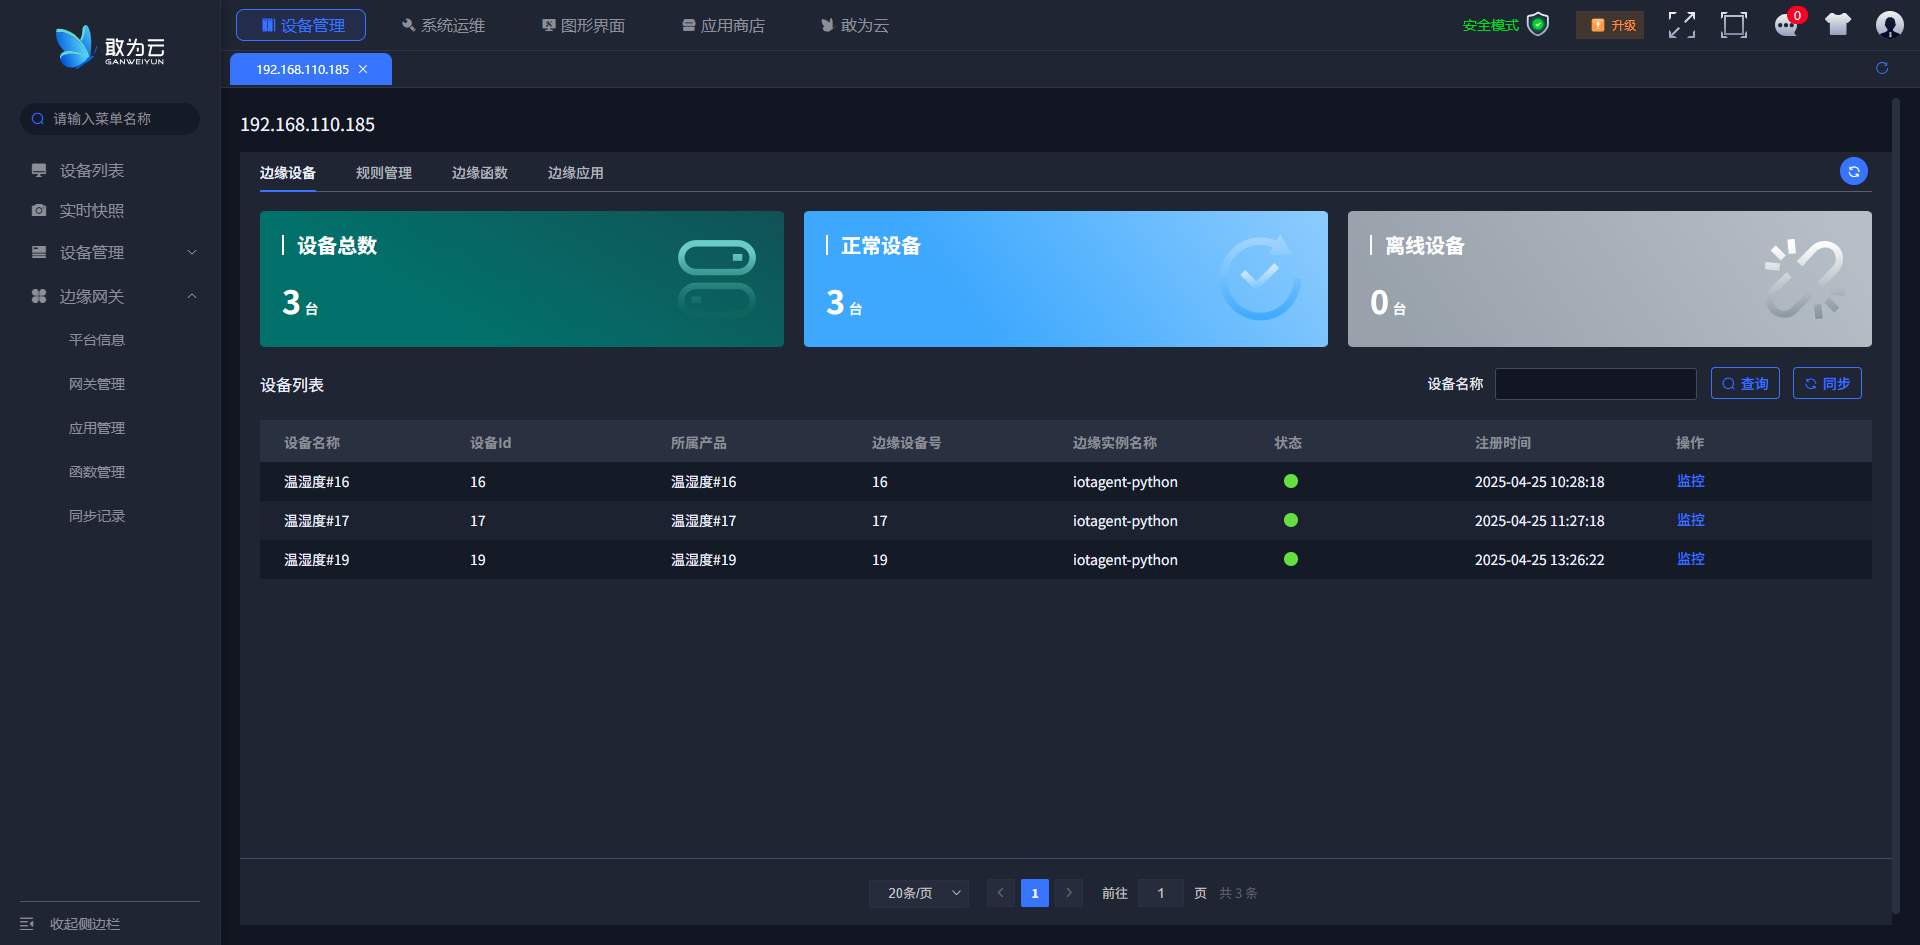 敢为云
GANWEIYUN
设备管理
系统运维
图形界面
应用商店
敢为云
安全模式
升级
0
192.168.110.185
请输入菜单名称
设备列表
实时快照
设备管理
边缘网关
平台信息
网关管理
应用管理
函数管理
同步记录
收起侧边栏
192.168.110.185
边缘设备 规则管理 边缘函数 边缘应用
设备总数
3 台
正常设备
3 台
离线设备
0 台
设备列表
设备名称
查询
同步
设备名称 设备Id 所属产品 边缘设备号 边缘实例名称 状态 注册时间 操作
温湿度#16 16 温湿度#16 16 iotagent-python 2025-04-25 10:28:18 监控
温湿度#17 17 温湿度#17 17 iotagent-python 2025-04-25 11:27:18 监控
温湿度#19 19 温湿度#19 19 iotagent-python 2025-04-25 13:26:22 监控
20条/页 1 前往 1 页 共 3 条